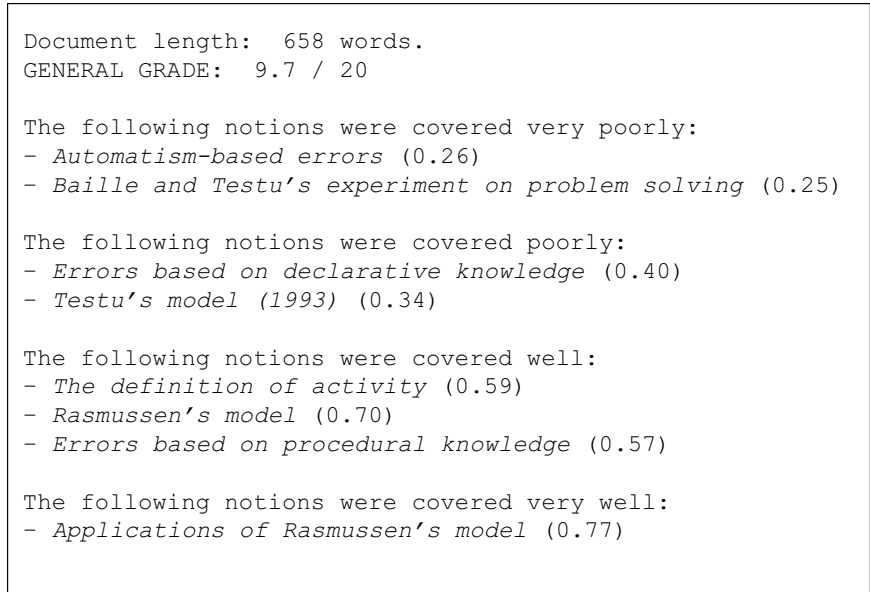 Document length:  658 words.
GENERAL GRADE:  9.7 / 20
The following notions were covered very poorly:
- Automatism-based errors (0.26)
- Baille and Testu's experiment on problem solving (0.25)
The following notions were covered poorly:
- Errors based on declarative knowledge (0.40)
- Testu's model (1993) (0.34)
The following notions were covered well:
- The definition of activity (0.59)
- Rasmussen's model (0.70)
- Errors based on procedural knowledge (0.57)
The following notions were covered very well:
- Applications of Rasmussen's model (0.77)